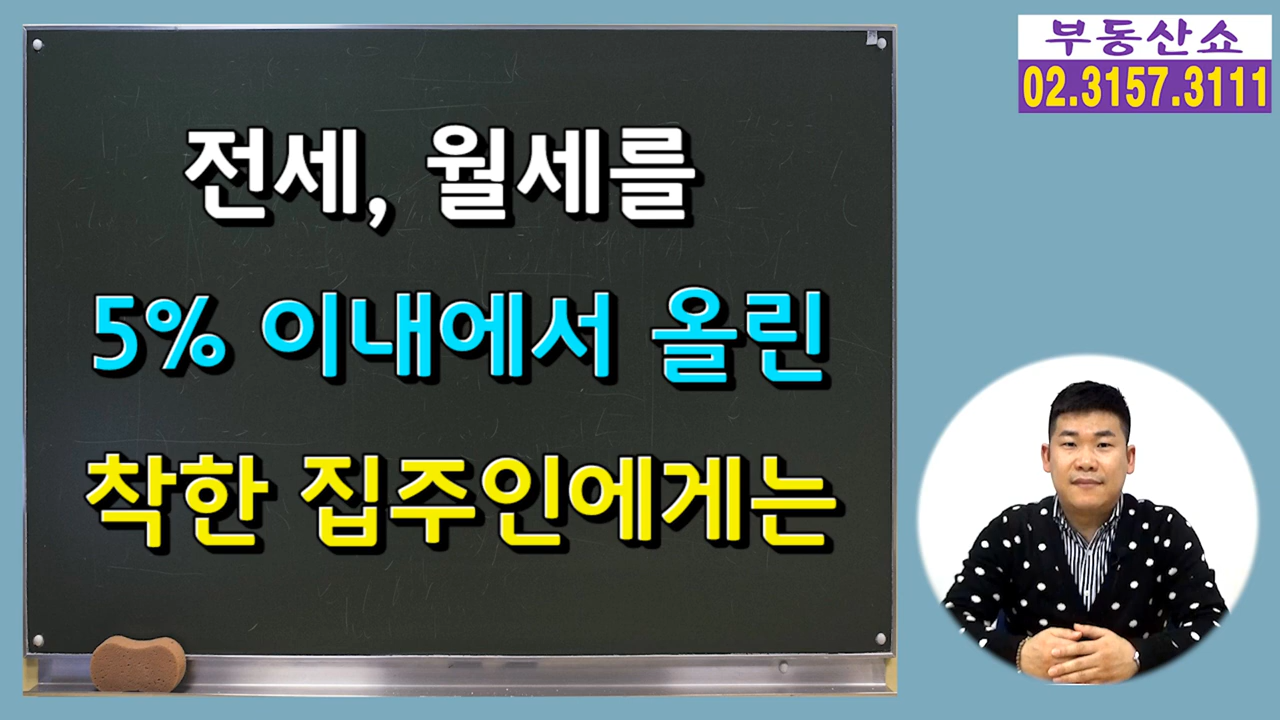 부동산쇼
02.3157.3111
전세, 월세를
5% 이내에서 올린
착한 집주인에게는